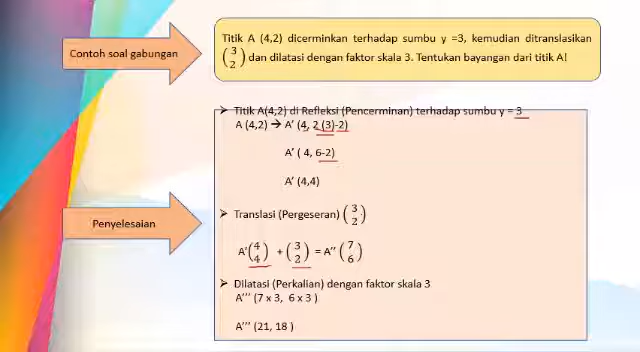 Contoh soal gabungan
Titik A (4,2) dicerminkan terhadap sumbu y =3, kemudian ditranslasikan
(3 2) dan dilatasi dengan faktor skala 3. Tentukan bayangan dari titik A!
Penyelesaian
➢ Titik A(4,2) di Refleksi (Pencerminan) terhadap sumbu y = 3
A (4,2) → A' (4, 2 (3)-2)
A' ( 4, 6-2)
A' (4,4)
➢ Translasi (Pergeseran) (3 2)
A'(4 4) + (3 2) = A'' (7 6)
➢ Dilatasi (Perkalian) dengan faktor skala 3
A''' (7 x 3, 6 x 3 )
A''' (21, 18 )